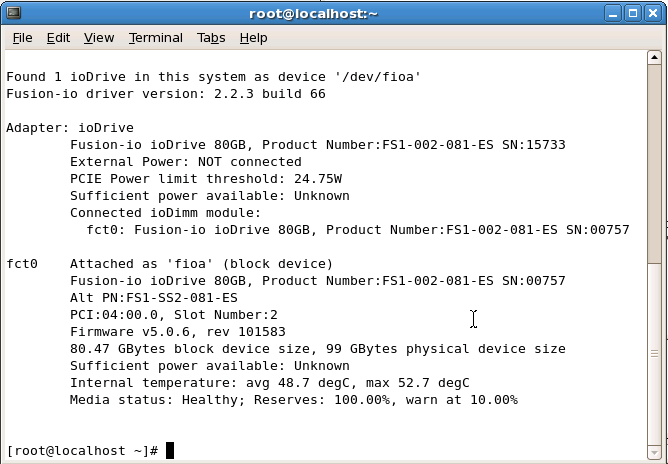 root@localhost:~
File Edit View Terminal Tabs Help
Found 1 ioDrive in this system as device '/dev/fioa'
Fusion-io driver version: 2.2.3 build 66
Adapter: ioDrive
Fusion-io ioDrive 80GB, Product Number:FS1-002-081-ES SN:15733
External Power: NOT connected
PCIE Power limit threshold: 24.75W
Sufficient power available: Unknown
Connected ioDimm module:
fct0: Fusion-io ioDrive 80GB, Product Number:FS1-002-081-ES SN:00757
fct0 Attached as 'fioa' (block device)
Fusion-io ioDrive 80GB, Product Number:FS1-002-081-ES SN:00757
Alt PN:FS1-SS2-081-ES
PCI:04:00.0, Slot Number:2
Firmware v5.0.6, rev 101583
80.47 GBytes block device size, 99 GBytes physical device size
Sufficient power available: Unknown
Internal temperature: avg 48.7 degC, max 52.7 degC
Media status: Healthy; Reserves: 100.00%, warn at 10.00%
[root@localhost ~]#